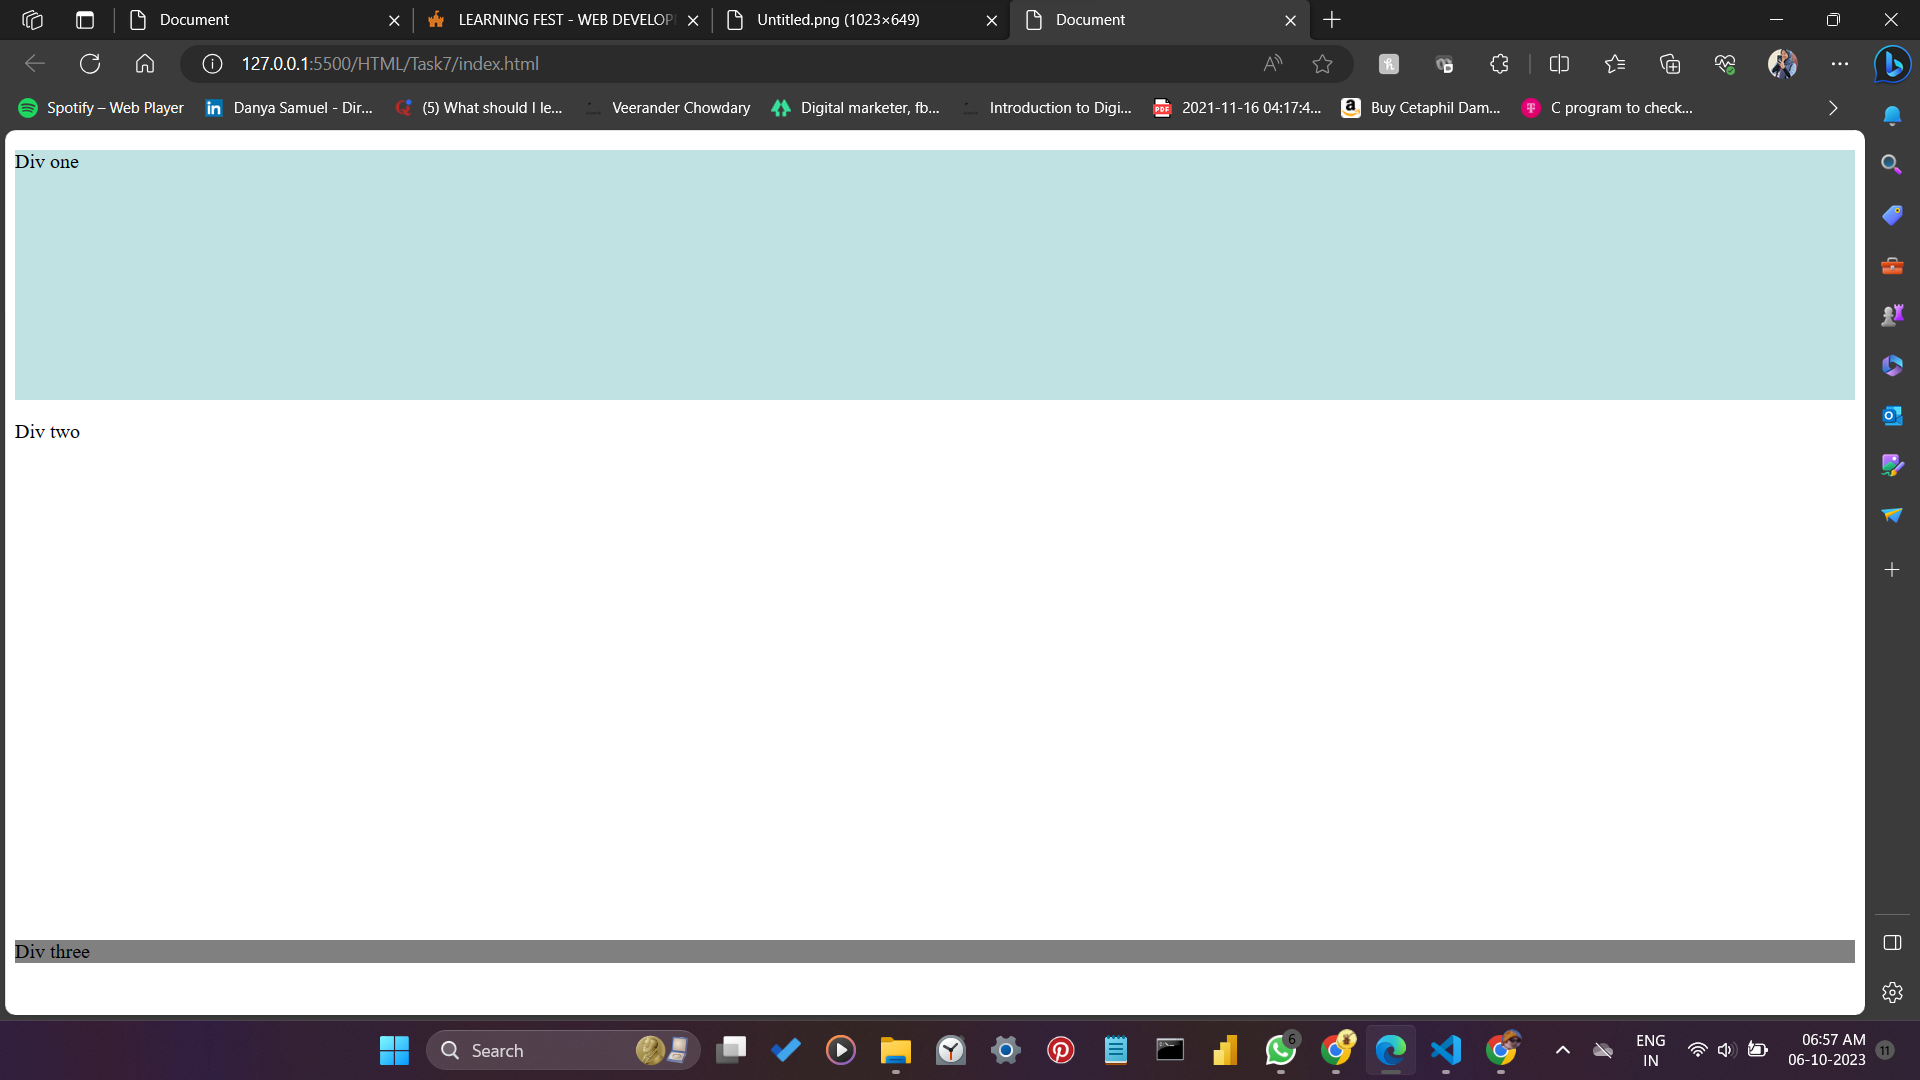 Document
LEARNING FEST - WEB DEVELOP
Untitled.png (1023×649)
Document
127.0.0.1:5500/HTML/Task7/index.html
Spotify – Web Player
Danya Samuel - Dir...
(5) What should I le...
Veerander Chowdary
Digital marketer, fb...
Introduction to Digi...
2021-11-16 04:17:4...
Buy Cetaphil Dam...
C program to check...
Div one
Div two
Div three
Search
6
ENG
IN
06:57 AM
06-10-2023
11